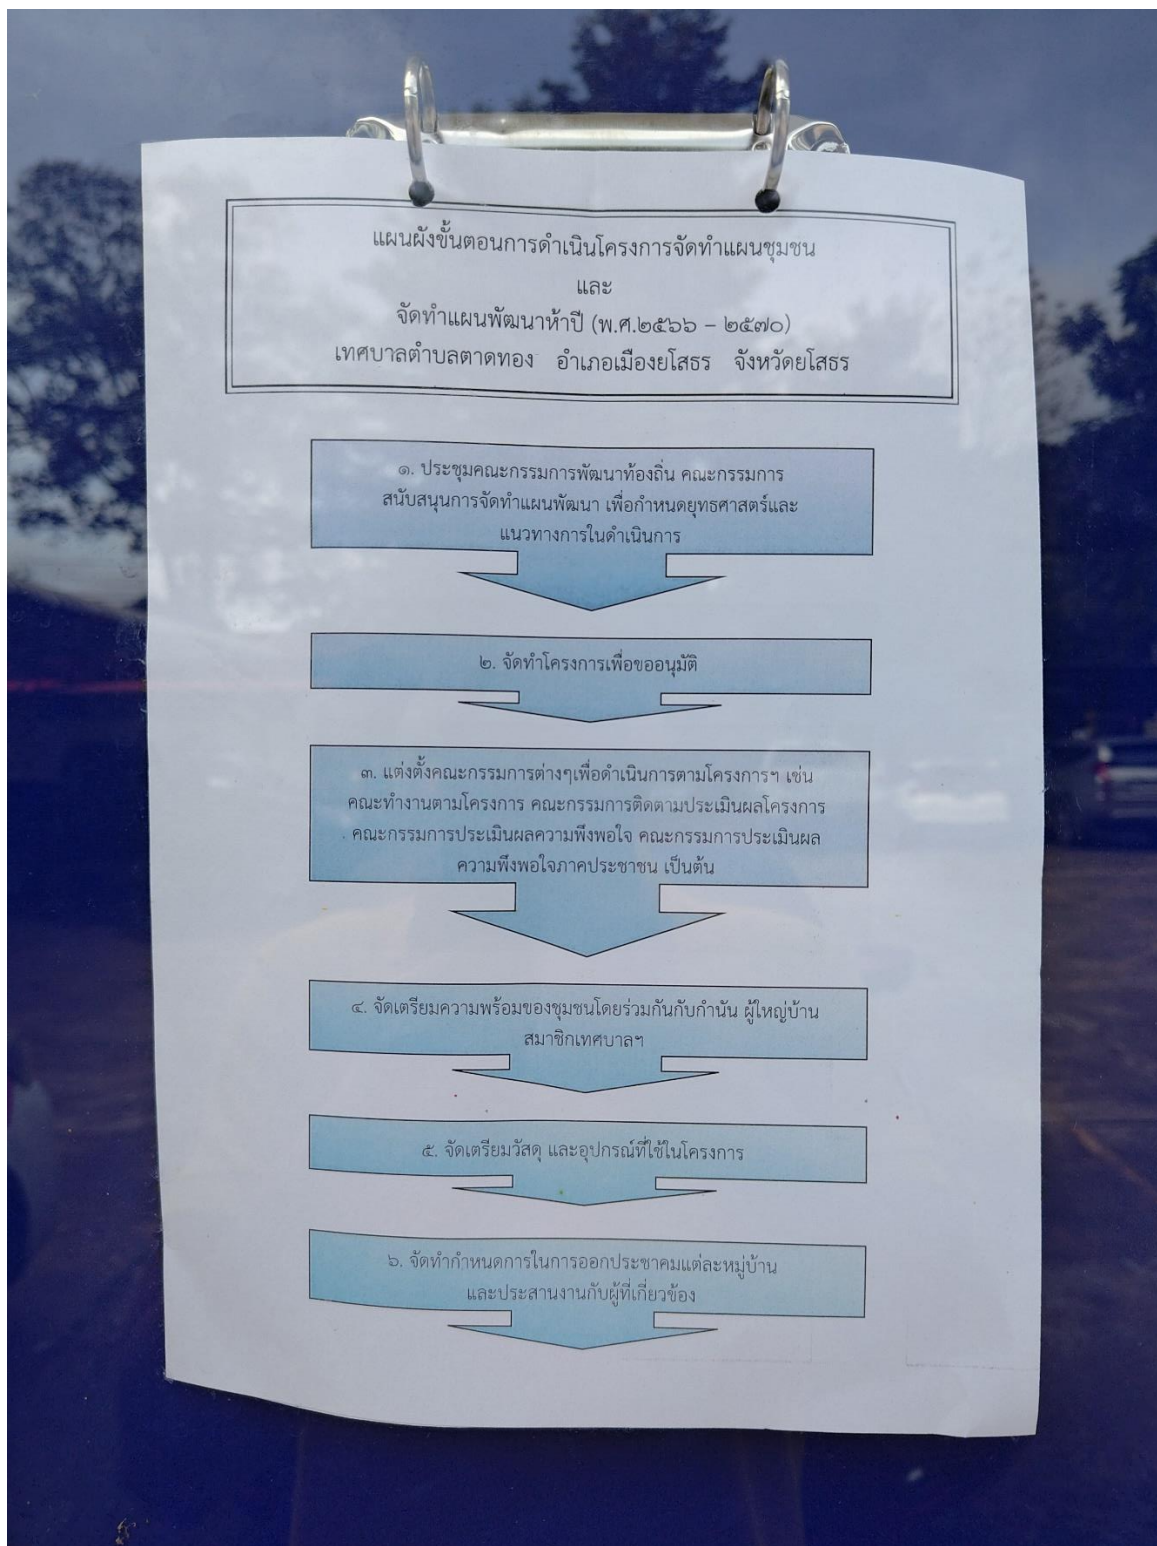 แผนผังขั้นตอนการดำเนินโครงการจัดทำแผนชุมชน
และ
จัดทำแผนพัฒนาห้าปี (พ.ศ.๒๕๖๖ – ๒๕๗๐)
เทศบาลตำบลตาดทอง อำเภอเมืองยโสธร จังหวัดยโสธร
๑. ประชุมคณะกรรมการพัฒนาท้องถิ่น คณะกรรมการ
สนับสนุนการจัดทำแผนพัฒนา เพื่อกำหนดยุทธศาสตร์และ
แนวทางการในดำเนินการ
๒. จัดทำโครงการเพื่อขออนุมัติ
๓. แต่งตั้งคณะกรรมการต่างๆเพื่อดำเนินการตามโครงการฯ เช่น
คณะทำงานตามโครงการ คณะกรรมการติดตามประเมินผลโครงการ
คณะกรรมการประเมินผลความพึงพอใจ คณะกรรมการประเมินผล
ความพึงพอใจภาคประชาชน เป็นต้น
๔. จัดเตรียมความพร้อมของชุมชนโดยร่วมกันกับกำนัน ผู้ใหญ่บ้าน
สมาชิกเทศบาลฯ
๕. จัดเตรียมวัสดุ และอุปกรณ์ที่ใช้ในโครงการ
๖. จัดทำกำหนดการในการออกประชาคมแต่ละหมู่บ้าน
และประสานงานกับผู้ที่เกี่ยวข้อง